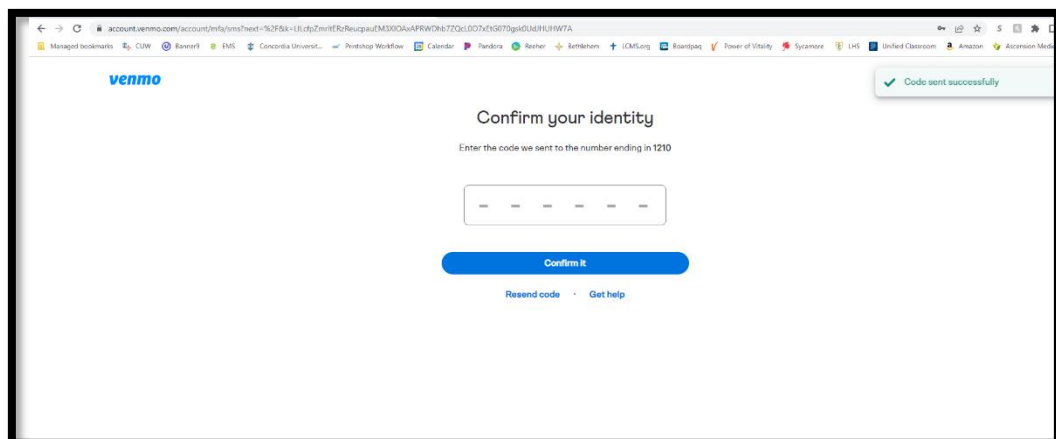 account.venmo.com/account/mfa/sms?next=%2F&k=
Managed bookmarks CUW Banner9 EMS Concordia Universit... Printshop Workflow Calendar Pandora Reeher Bethlehem LCMS.org Boardpaq Power of Vitality Sycamore LHS Unified Classroom Amazon Ascension Medi
venmo
Code sent successfully
Confirm your identity
Enter the code we sent to the number ending in 1210
Confirm it
Resend code · Get help